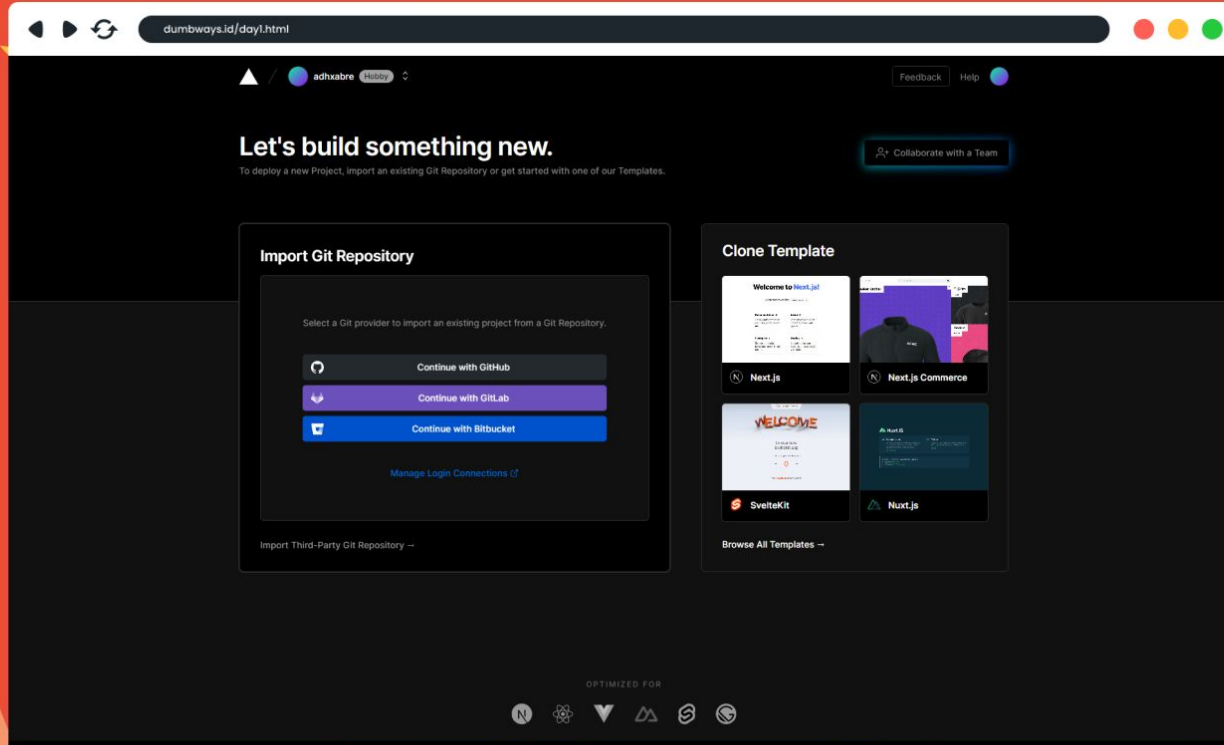 dumbways.id/day1.html
adhxabre Hobby
Feedback Help
Let's build something new.
To deploy a new Project, import an existing Git Repository or get started with one of our Templates.
Collaborate with a Team
Import Git Repository
Select a Git provider to import an existing project from a Git Repository.
Continue with GitHub
Continue with GitLab
Continue with Bitbucket
Manage Login Connections
Import Third-Party Git Repository →
Clone Template
Welcome to Next.js!
N Next.js
N Next.js Commerce
WELCOME
SvelteKit
Nuxt JS
Nuxt.js
Browse All Templates →
OPTIMIZED FOR
N